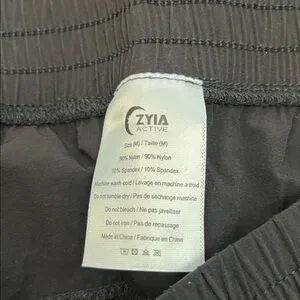 ZYIA
ACTIVE
Size (M) / Taille (M)
90% Nylon / 90% Nylon
10% Spandex / 10% Spandex
Machine wash cold / Lavage en machine à froid
Do not tumble dry / Pas de séchange machine
Do not bleach / Ne pas javelliser
Do not iron / Pas de repassage
Made in China / Fabrique en Chine